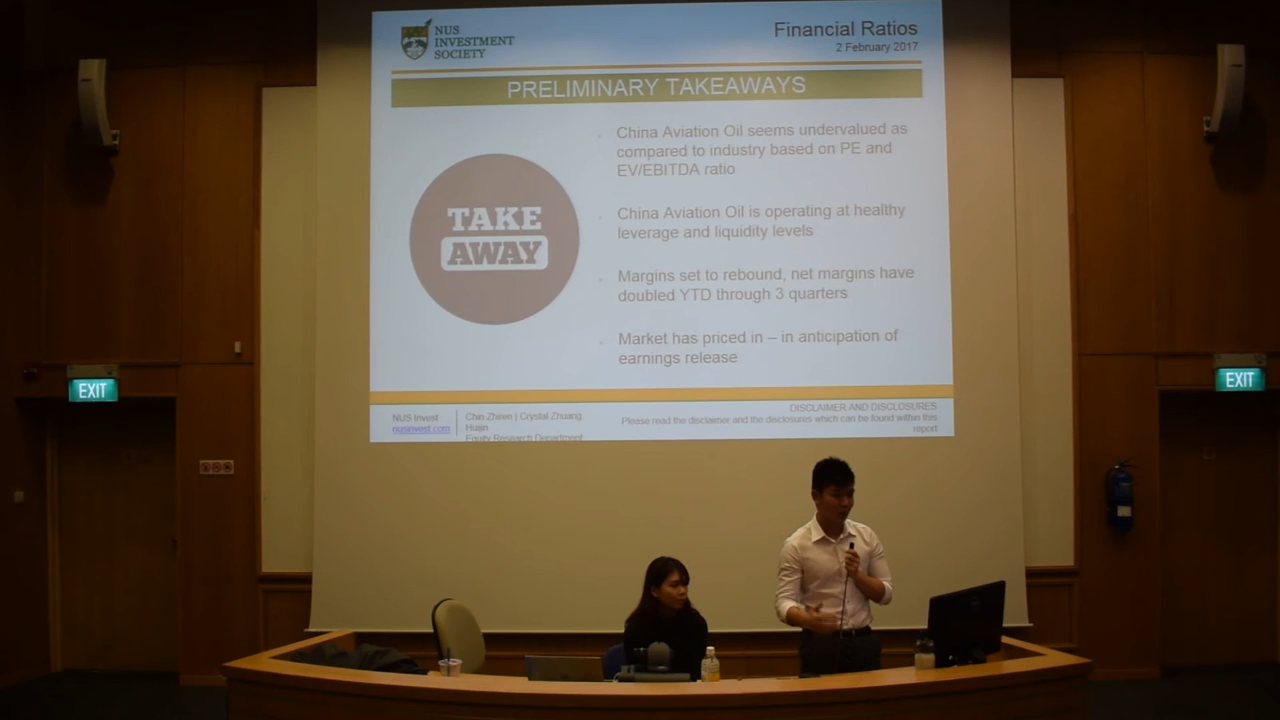 NUS
INVESTMENT
SOCIETY
Financial Ratios
2 February 2017
PRELIMINARY TAKEAWAYS
TAKE
AWAY
China Aviation Oil seems undervalued as
compared to industry based on PE and
EV/EBITDA ratio
China Aviation Oil is operating at healthy
leverage and liquidity levels
Margins set to rebound, net margins have
doubled YTD through 3 quarters
Market has priced in – in anticipation of
earnings release
NUS Invest
nusinvest.com
Chin Zhiren | Crystal Zhuang
Huijin
Equity Research Department
DISCLAIMER AND DISCLOSURES
Please read the disclaimer and the disclosures which can be found within this
report
EXIT
EXIT